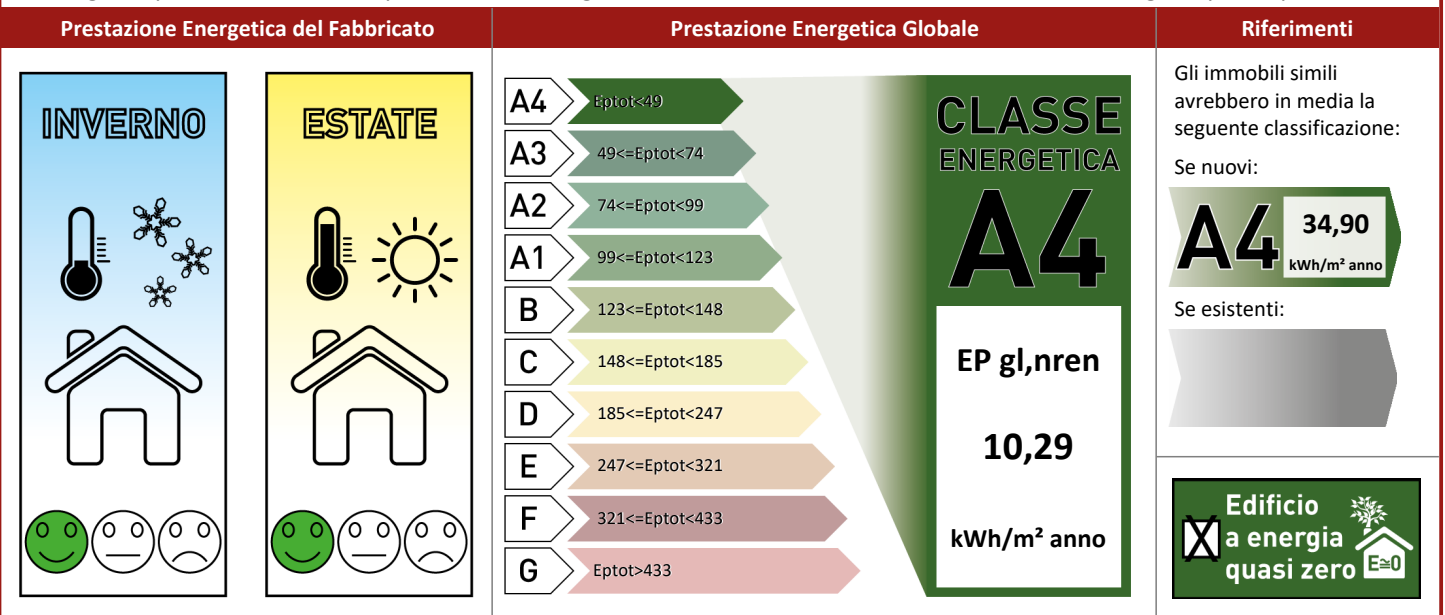 Prestazione Energetica del Fabbricato
Prestazione Energetica Globale
Riferimenti
INVERNO
ESTATE
A4
Eptot<49
A3
49<=Eptot<74
A2
74<=Eptot<99
A1
99<=Eptot<123
B
123<=Eptot<148
C
148<=Eptot<185
D
185<=Eptot<247
E
247<=Eptot<321
F
321<=Eptot<433
G
Eptot>433
CLASSE
ENERGETICA
A4
EP gl,nren
10,29
kWh/m² anno
Gli immobili simili
avrebbero in media la
seguente classificazione:
Se nuovi:
A4
34,90
kWh/m² anno
Se esistenti:
X
Edificio
a energia
quasi zero
E≅0